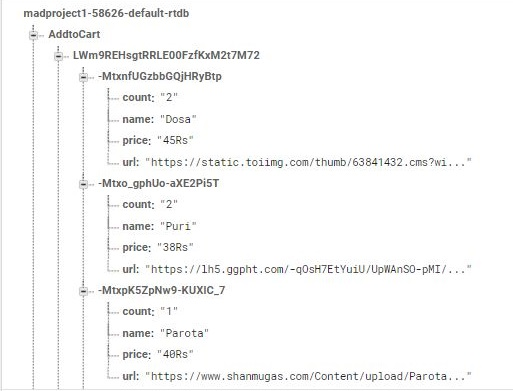 madproject1-58626-default-rtdb
AddtoCart
LWm9REHsgtRRLE00FzfKxM2t7M72
-MtxnfUGzbbGQjHRyBtp
count: "2"
name: "Dosa"
price: "45Rs"
url: "https://static.toiimg.com/thumb/63841432.cms?wi..."
-Mtxo_gphUo-aXE2Pi5T
count: "2"
name: "Puri"
price: "38Rs"
url: "https://lh5.ggpht.com/-qOsH7EtYuiU/UpWAnSO-pMI/..."
-MtxpK5ZpNw9-KUXIC_7
count: "1"
name: "Parota"
price: "40Rs"
url: "https://www.shanmugas.com/Content/upload/Parota..."